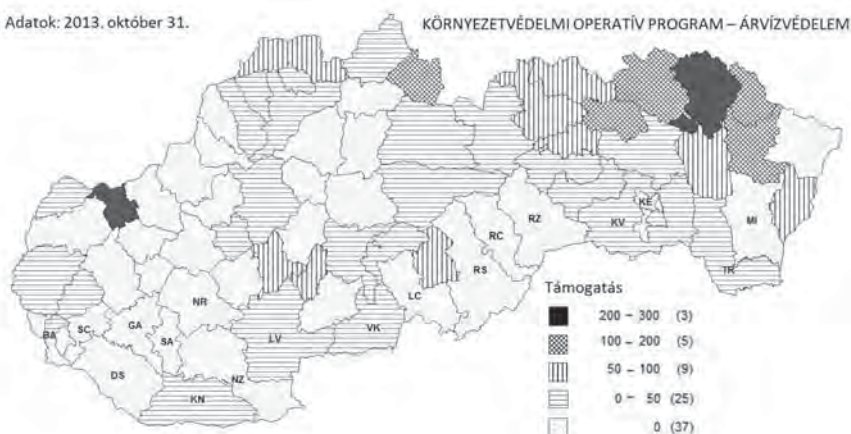 Adatok: 2013. október 31.
KÖRNYEZETVÉDELMI OPERATÍV PROGRAM – ÁRVÍZVÉDELEM
KE
RZ
KV
MI
RC
RS
TR
NR
LC
BA
SC
GA
SA
LV
VK
DS
NZ
KN
Támogatás
200 – 300 (3)
100 – 200 (5)
50 – 100 (9)
0 – 50 (25)
0 (37)